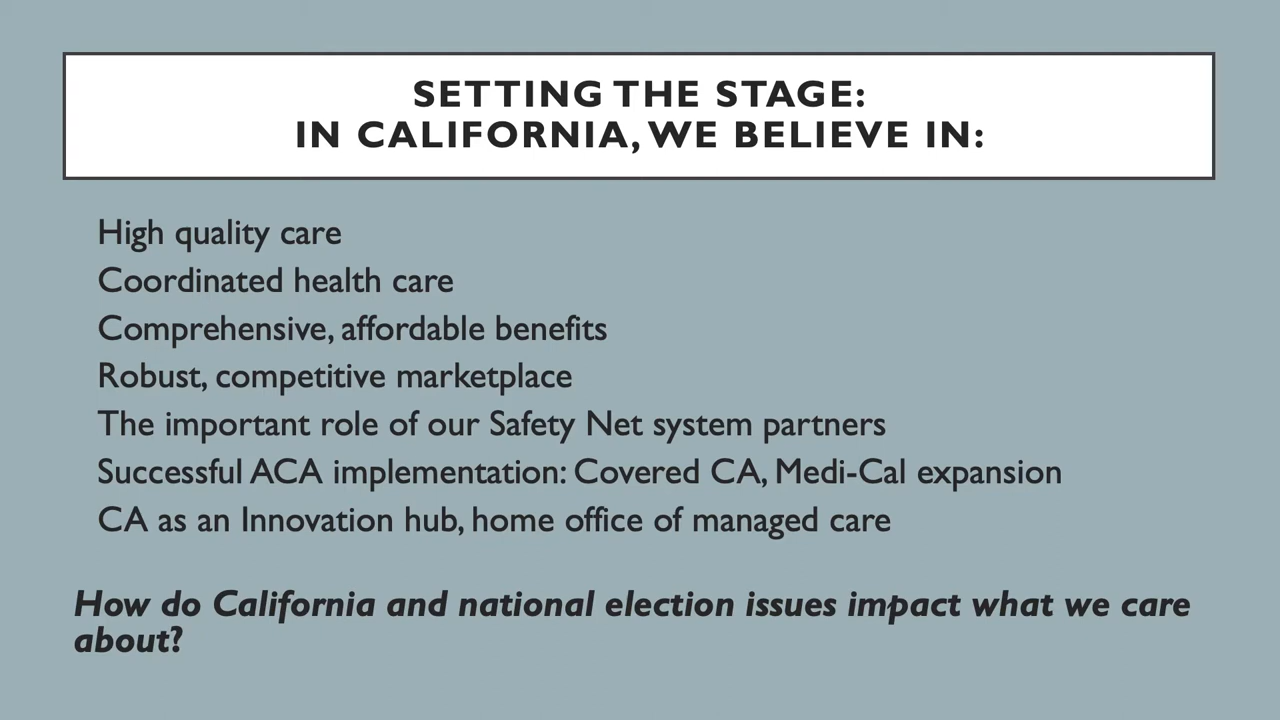 SETTING THE STAGE:
IN CALIFORNIA, WE BELIEVE IN:
High quality care
Coordinated health care
Comprehensive, affordable benefits
Robust, competitive marketplace
The important role of our Safety Net system partners
Successful ACA implementation: Covered CA, Medi-Cal expansion
CA as an Innovation hub, home office of managed care
How do California and national election issues impact what we care
about?